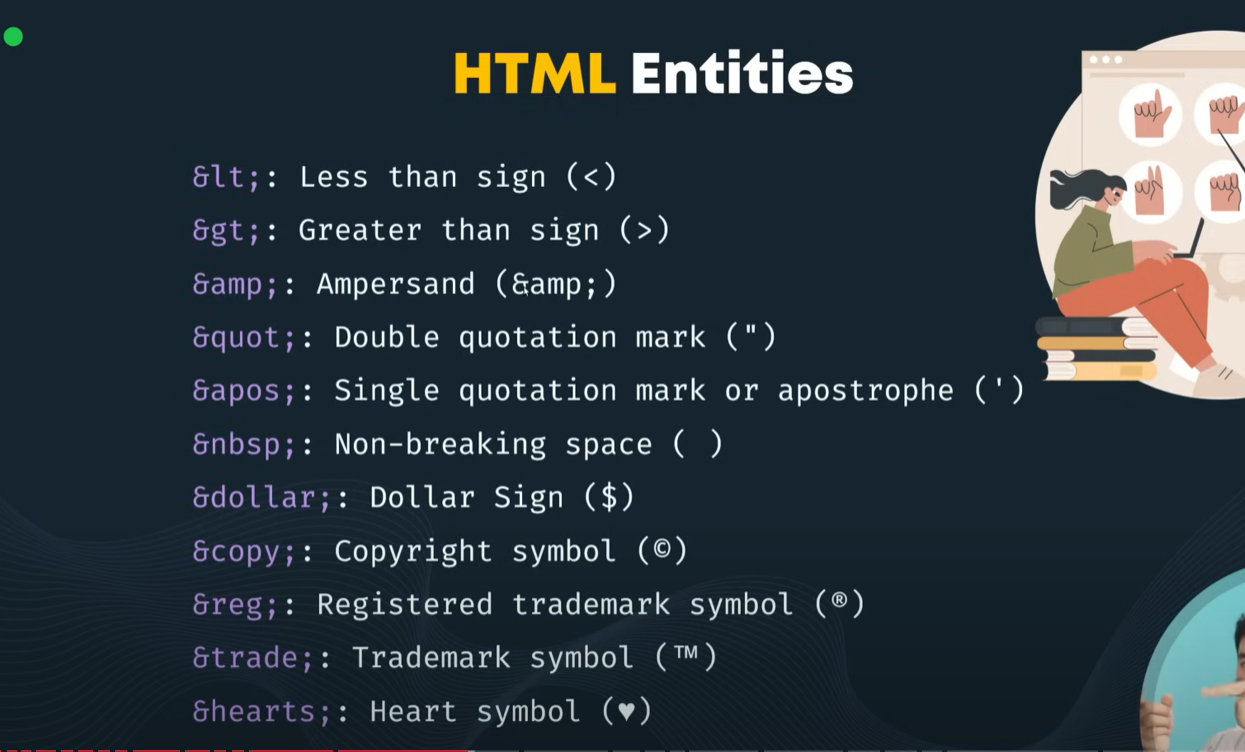 HTML Entities
&lt;: Less than sign (<)
&gt;: Greater than sign (>)
&amp;: Ampersand (&amp;)
&quot;: Double quotation mark (")
&apos;: Single quotation mark or apostrophe (')
&nbsp;: Non-breaking space ( )
&dollar;: Dollar Sign ($)
&copy;: Copyright symbol (©)
&reg;: Registered trademark symbol (®)
&trade;: Trademark symbol (™)
&hearts;: Heart symbol (♥)